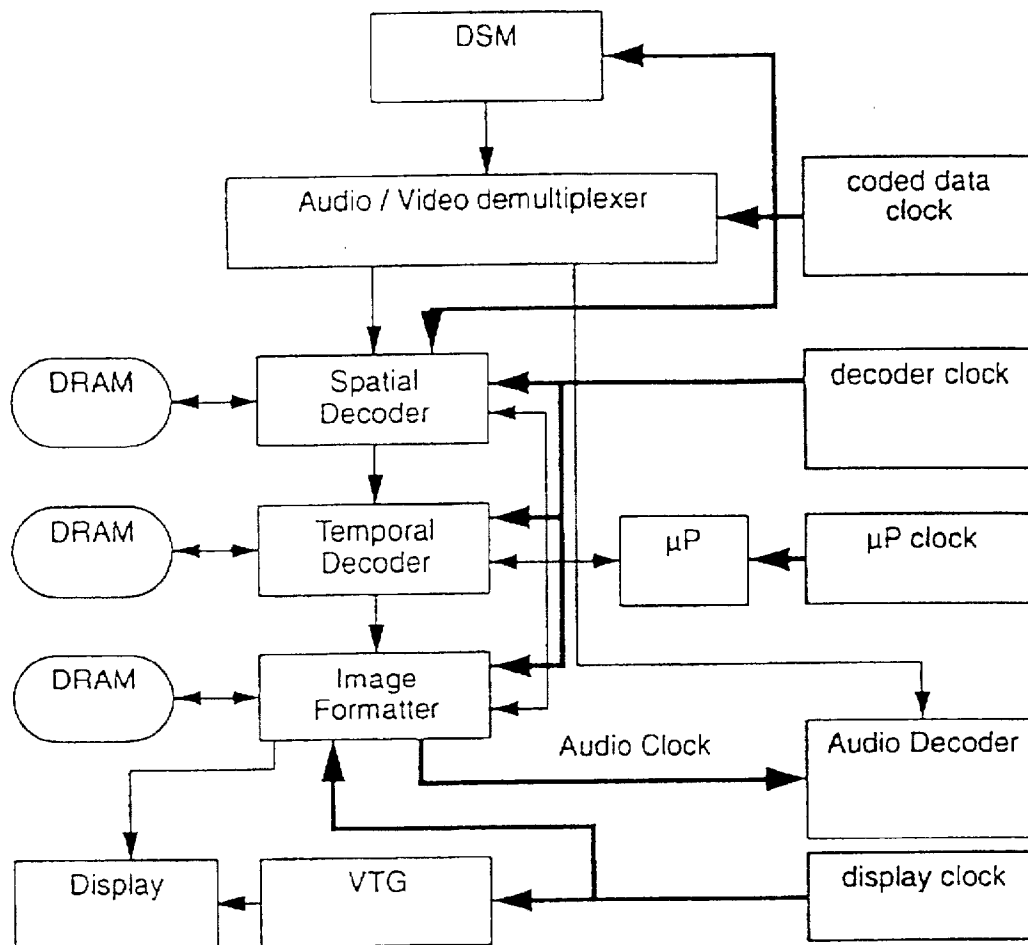 DSM
Audio / Video demultiplexer
coded data
clock
DRAM
Spatial
Decoder
decoder clock
DRAM
Temporal
Decoder
µP
µP clock
DRAM
Image
Formatter
Audio Clock
Audio Decoder
Display
VTG
display clock